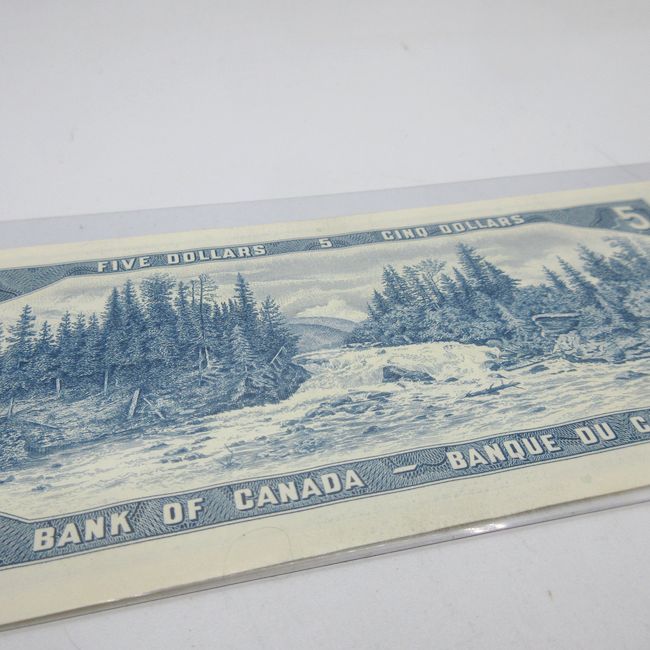 FIVE DOLLARS 5 CINQ DOLLARS 5
BANK OF CANADA — BANQUE DU C